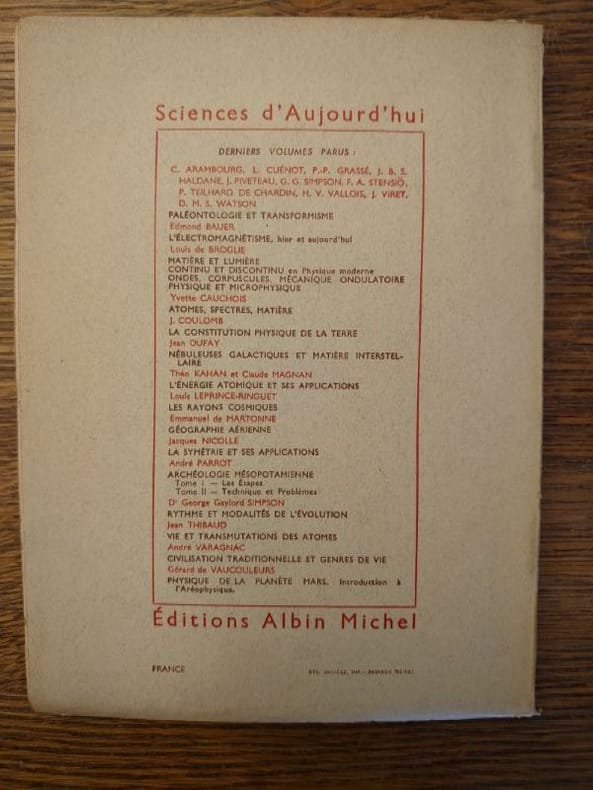 Sciences d'Aujourd'hui
DERNIERS VOLUMES PARUS :
C. ARAMBOURG, L. CUÉNOT, P.-P. GRASSÉ, J. B. S.
HALDANE, J. PIVETEAU, G. G. SIMPSON, F. A. STENSIÖ,
P. TEILHARD DE CHARDIN, H. V. VALLOIS, J. VIRET,
D. M. S. WATSON
PALÉONTOLOGIE ET TRANSFORMISME
Edmond BAUER
L'ÉLECTROMAGNÉTISME, hier et aujourd'hui
Louis de BROGLIE
MATIÈRE ET LUMIÈRE
CONTINU ET DISCONTINU en Physique moderne
ONDES, CORPUSCULES, MÉCANIQUE ONDULATOIRE
PHYSIQUE ET MICROPHYSIQUE
Yvette CAUCHOIS
ATOMES, SPECTRES, MATIÈRE
J. COULOMB
LA CONSTITUTION PHYSIQUE DE LA TERRE
Jean DUFAY
NÉBULEUSES GALACTIQUES ET MATIÈRE INTERSTEL-
LAIRE
Théo KAHAN et Claude MAGNAN
L'ÉNERGIE ATOMIQUE ET SES APPLICATIONS
Louis LEPRINCE-RINGUET
LES RAYONS COSMIQUES
Emmanuel de MARTONNE
GÉOGRAPHIE AÉRIENNE
Jacques NICOLLE
LA SYMÉTRIE ET SES APPLICATIONS
André PARROT
ARCHÉOLOGIE MÉSOPOTAMIENNE
Tome I — Les Étapes
Tome II — Technique et Problèmes
Dr George Gaylord SIMPSON
RYTHME ET MODALITÉS DE L'ÉVOLUTION
Jean THIBAUD
VIE ET TRANSMUTATIONS DES ATOMES
André VARAGNAC
CIVILISATION TRADITIONNELLE ET GENRES DE VIE
Gérard de VAUCOULEURS
PHYSIQUE DE LA PLANÈTE MARS. Introduction à
l'Aréophysique.
Éditions Albin Michel
FRANCE